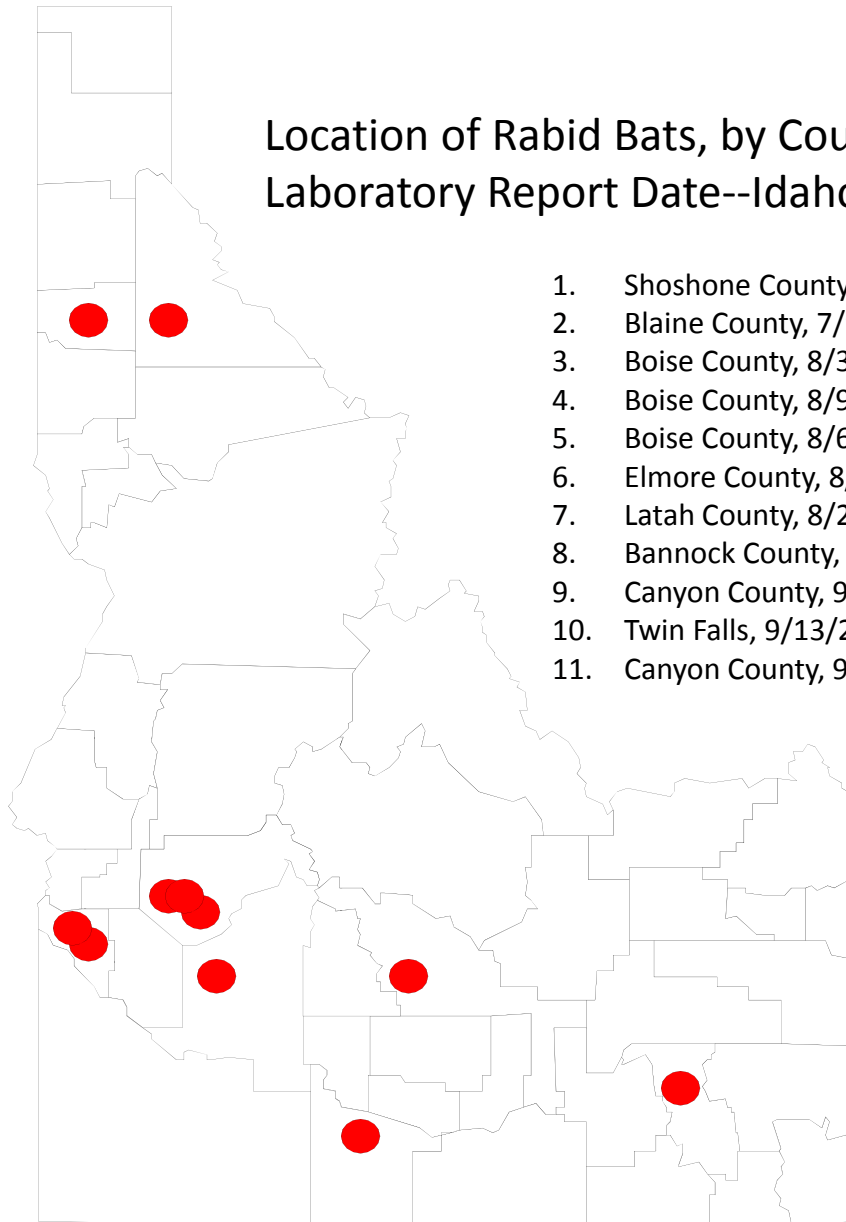 Location of Rabid Bats, by Cou
Laboratory Report Date--Idaho
1. Shoshone County
2. Blaine County, 7/
3. Boise County, 8/3
4. Boise County, 8/9
5. Boise County, 8/6
6. Elmore County, 8/
7. Latah County, 8/2
8. Bannock County,
9. Canyon County, 9
10. Twin Falls, 9/13/2
11. Canyon County, 9